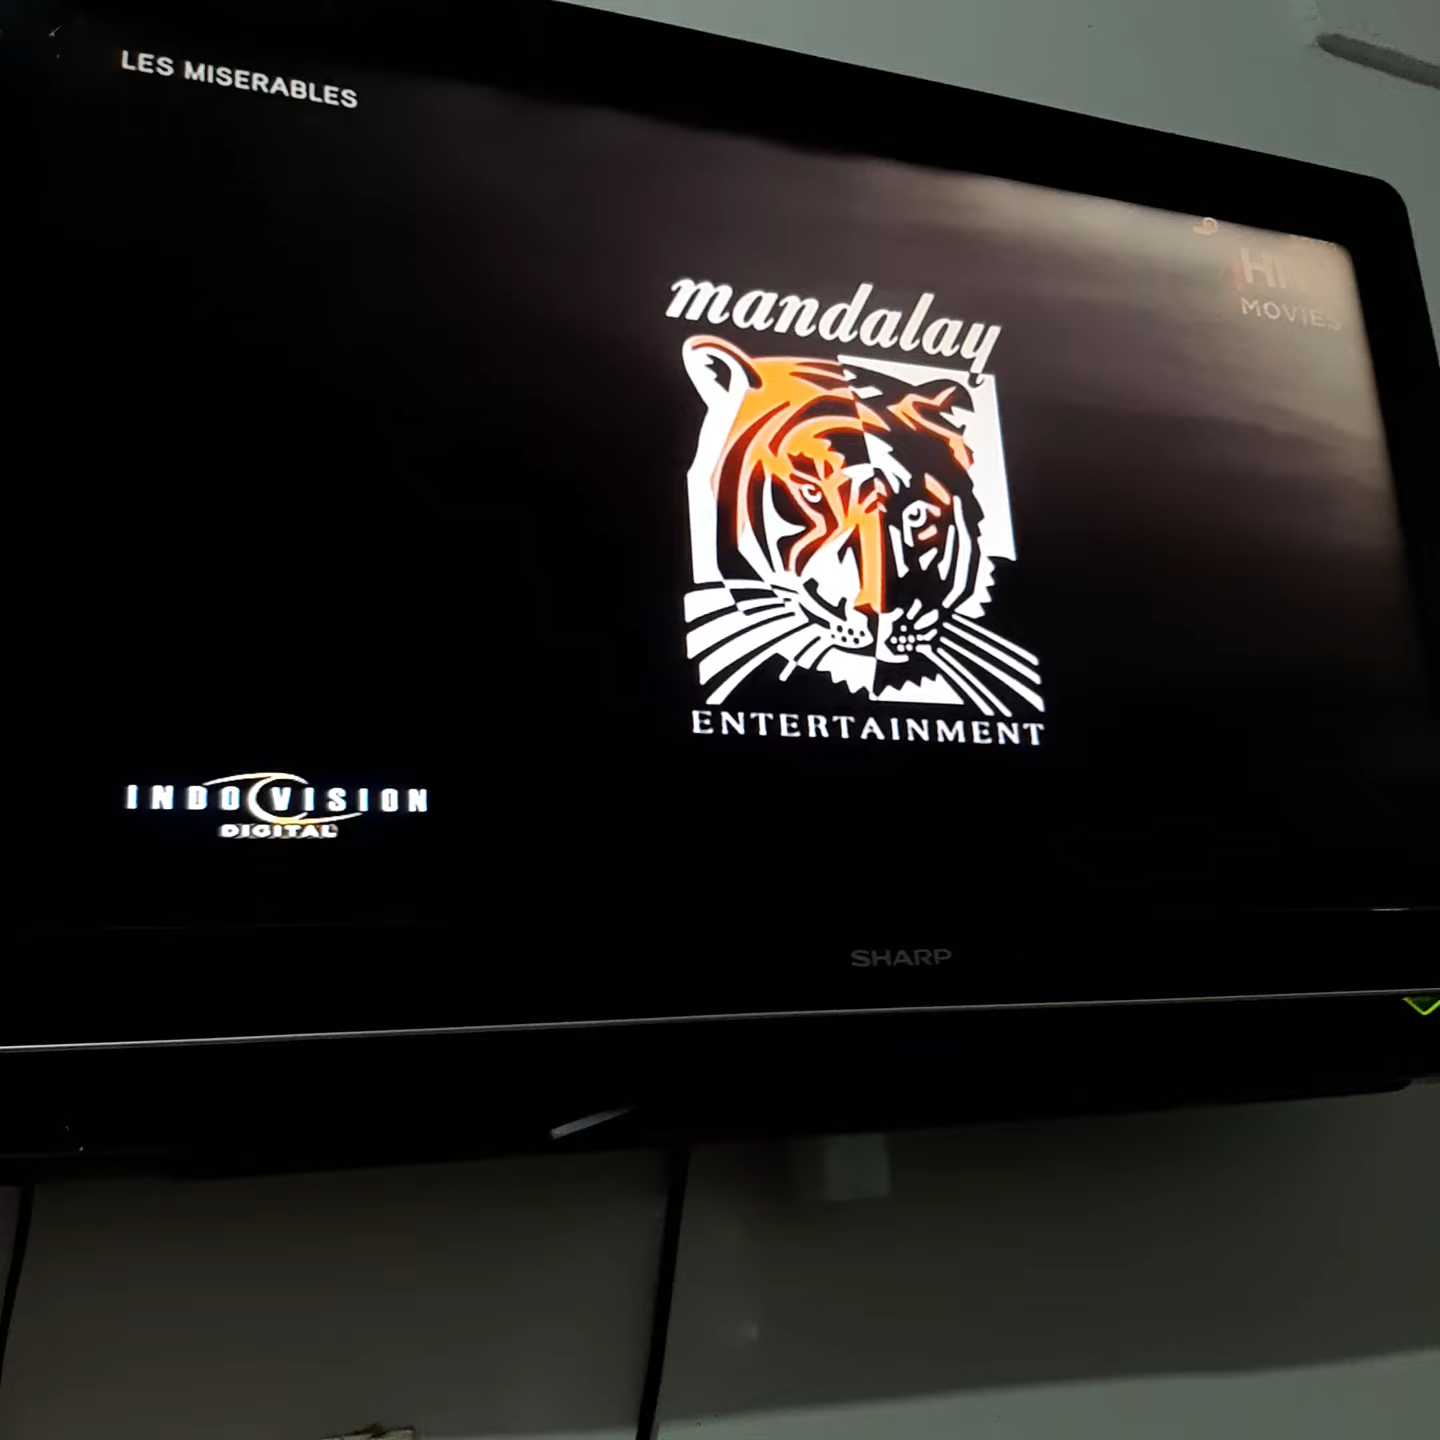 LES MISERABLES
MOVIES
mandalay
ENTERTAINMENT
INDOVISION
DIGITAL
SHARP